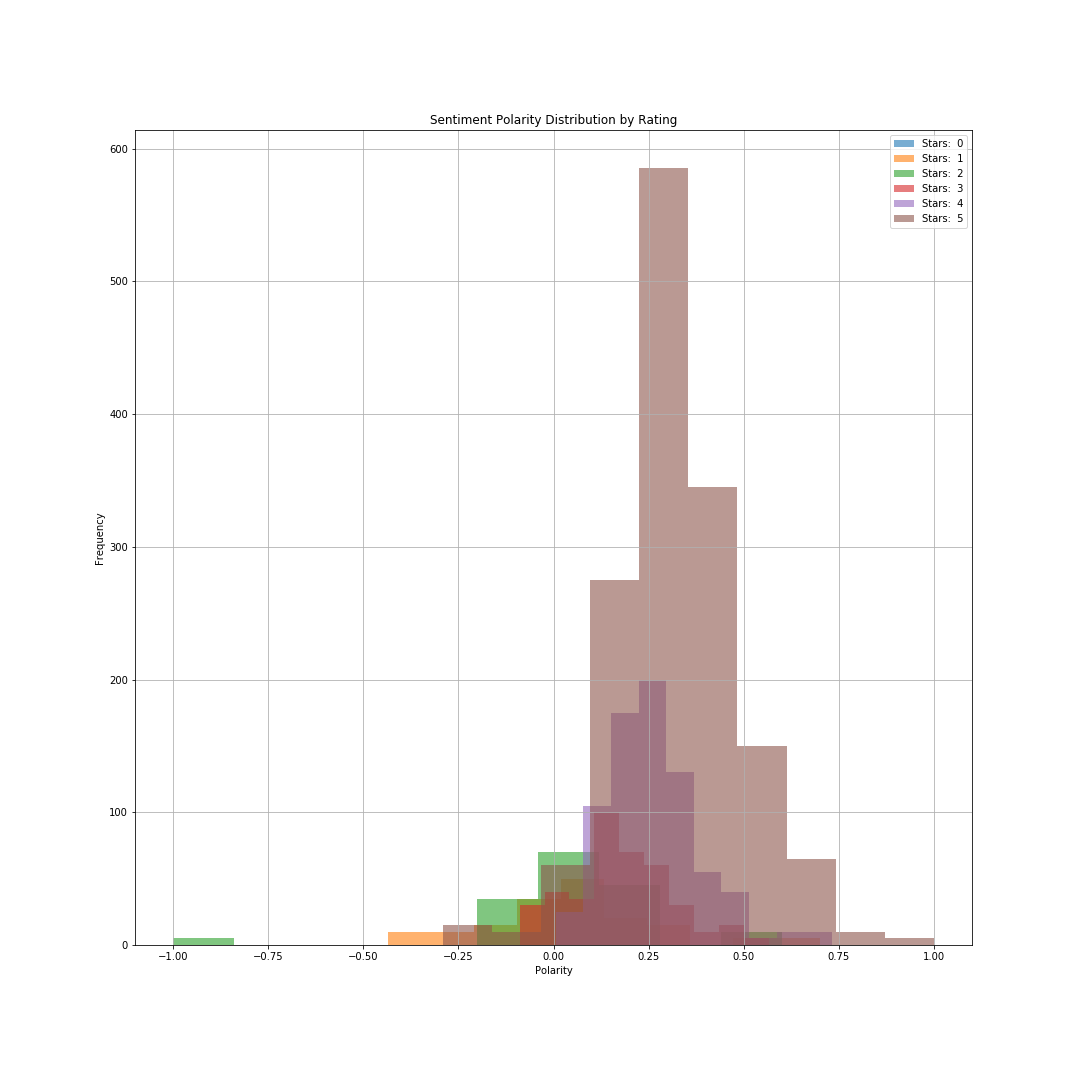 Sentiment Polarity Distribution by Rating
Stars: 0
Stars: 1
Stars: 2
Stars: 3
Stars: 4
Stars: 5
600
500
400
300
200
100
0
Frequency
−1.00 −0.75 −0.50 −0.25 0.00 0.25 0.50 0.75 1.00
Polarity